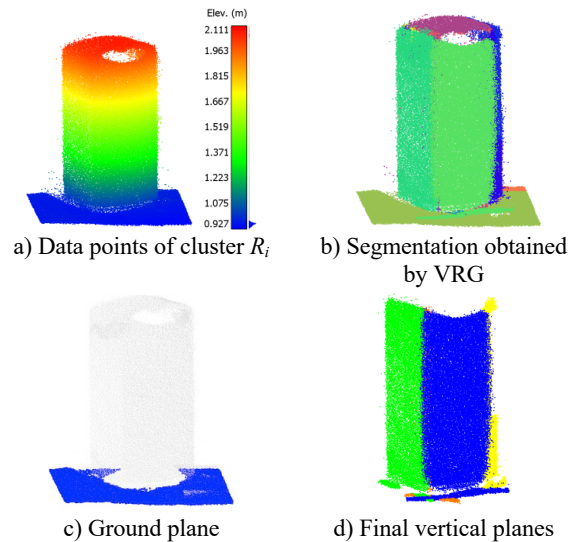 Elev. (m)
2.111
1.963
1.815
1.667
1.519
1.371
1.223
1.075
0.927
a) Data points of cluster Rᵢ
b) Segmentation obtained
by VRG
c) Ground plane
d) Final vertical planes